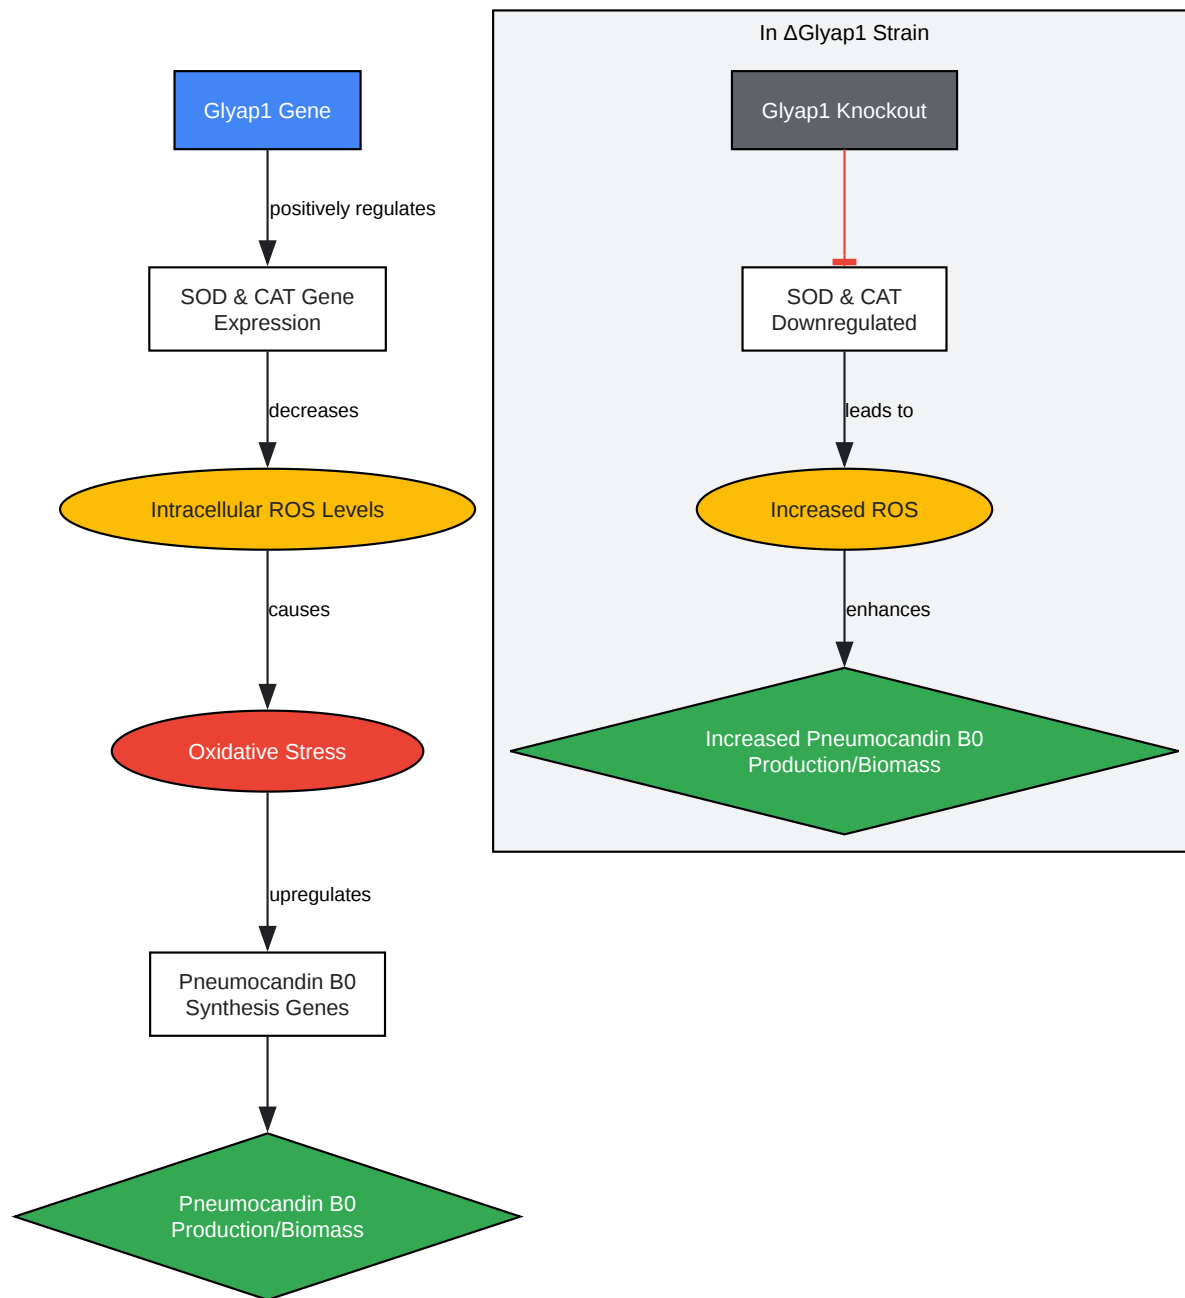 Glyap1 Gene
positively regulates
SOD & CAT Gene
Expression
decreases
Intracellular ROS Levels
causes
Oxidative Stress
upregulates
Pneumocandin B0
Synthesis Genes
Pneumocandin B0
Production/Biomass
In ΔGlyap1 Strain
Glyap1 Knockout
SOD & CAT
Downregulated
leads to
Increased ROS
enhances
Increased Pneumocandin B0
Production/Biomass